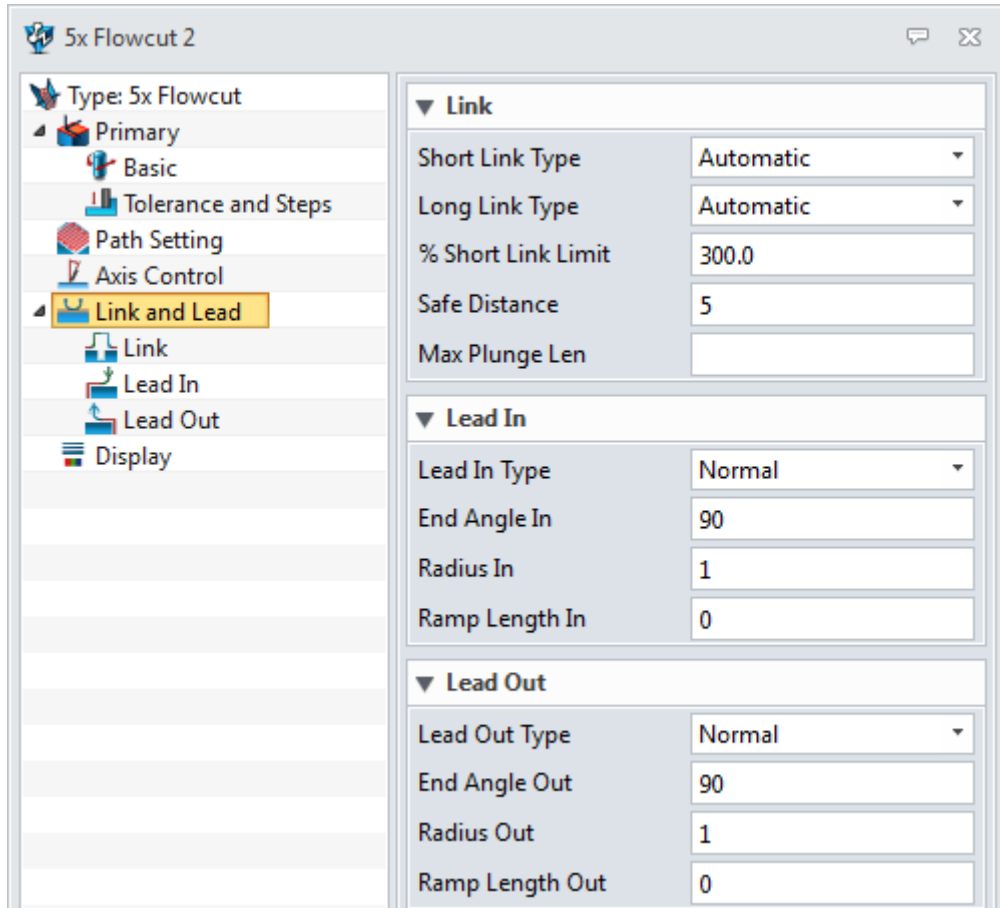 5x Flowcut 2
Type: 5x Flowcut
Primary
Basic
Tolerance and Steps
Path Setting
Axis Control
Link and Lead
Link
Lead In
Lead Out
Display
Link
Short Link Type Automatic
Long Link Type Automatic
% Short Link Limit 300.0
Safe Distance 5
Max Plunge Len
Lead In
Lead In Type Normal
End Angle In 90
Radius In 1
Ramp Length In 0
Lead Out
Lead Out Type Normal
End Angle Out 90
Radius Out 1
Ramp Length Out 0